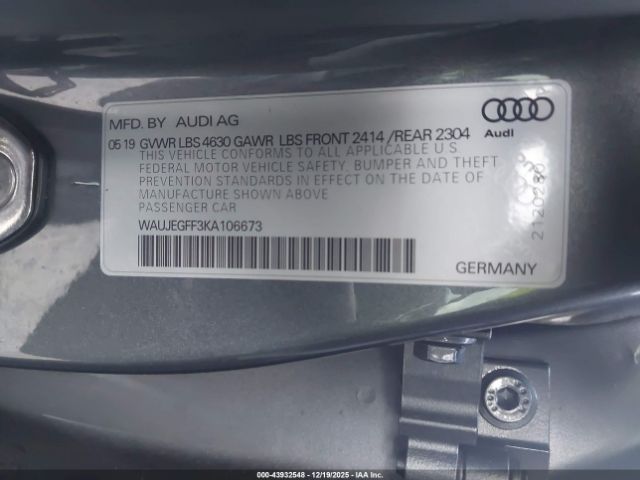 MFD. BY AUDI AG
Audi
05 19 GVWR LBS 4630 GAWR LBS FRONT 2414 /REAR 2304
THIS VEHICLE CONFORMS TO ALL APPLICABLE U.S.
FEDERAL MOTOR VEHICLE SAFETY, BUMPER AND THEFT
PREVENTION STANDARDS IN EFFECT ON THE DATE OF
MANUFACTURE SHOWN ABOVE
PASSENGER CAR
WAUJEGFF3KA106673
GERMANY
000-43932548 - 12/19/2025 - IAA Inc.